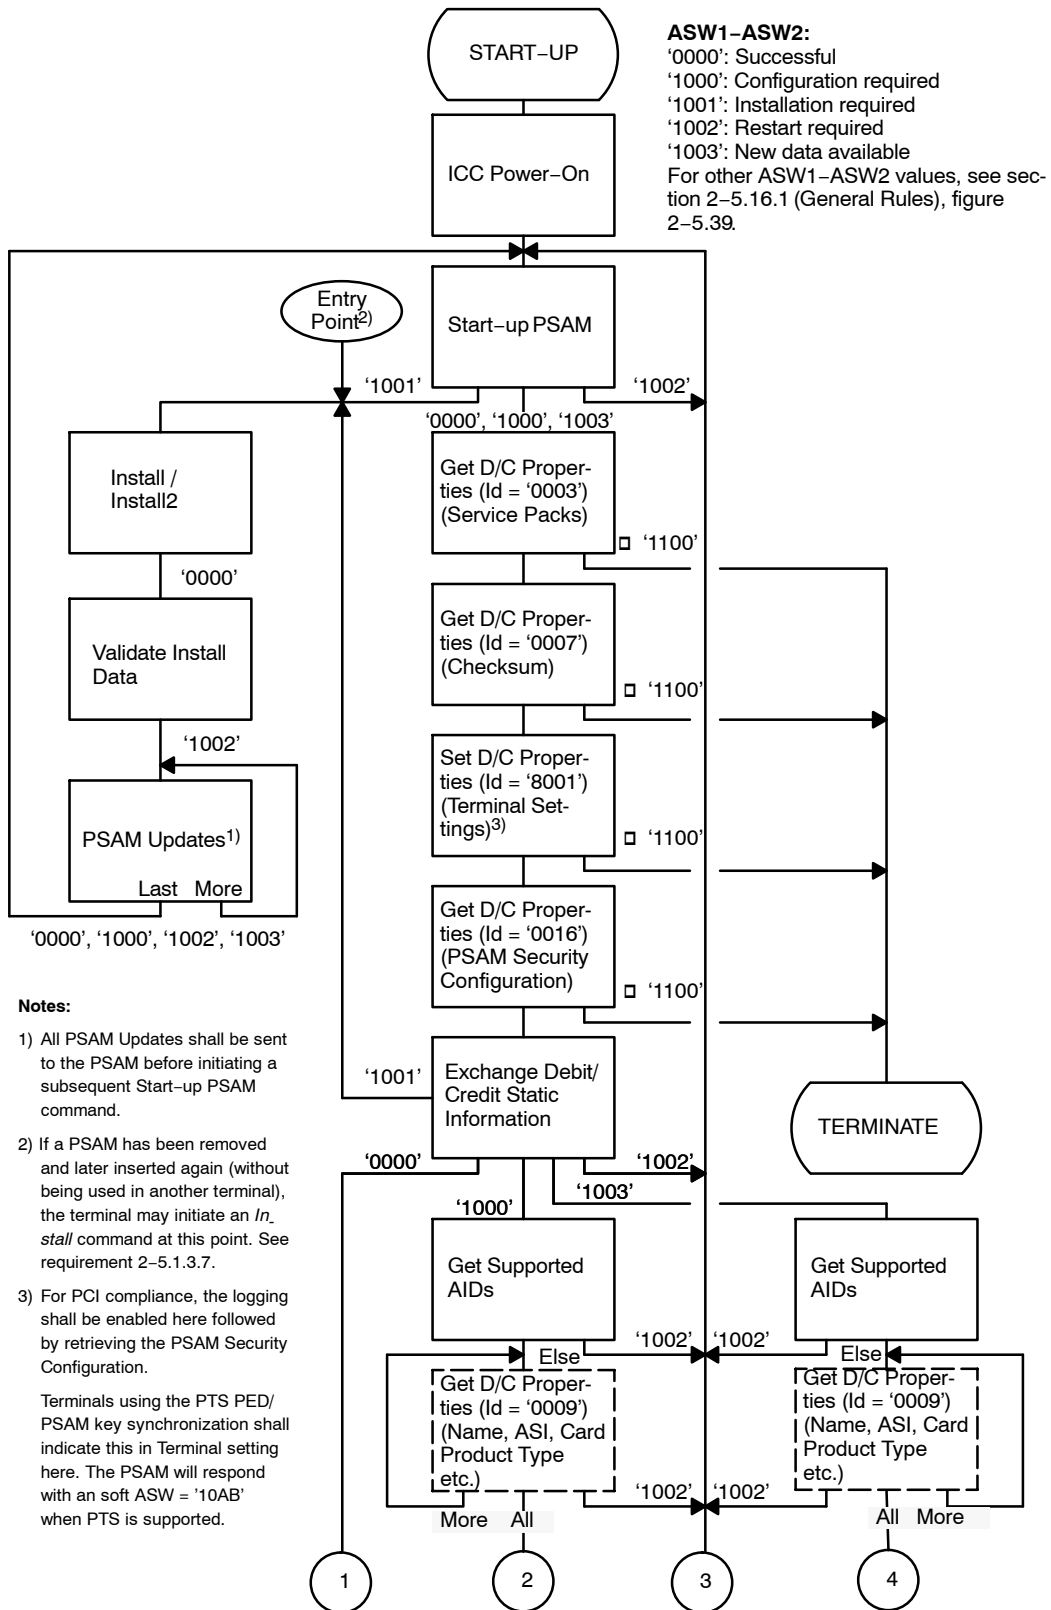 START–UP
ASW1–ASW2:
‘0000’: Successful
‘1000’: Configuration required
‘1001’: Installation required
‘1002’: Restart required
‘1003’: New data available
For other ASW1–ASW2 values, see sec-
tion 2–5.16.1 (General Rules), figure
2–5.39.
ICC Power–On
Entry
Point2)
Start–up PSAM
‘1001’
‘1002’
‘0000’, ‘1000’, ‘1003’
Install /
Install2
Get D/C Proper-
ties (Id = ‘0003’)
(Service Packs)
‘1100’
‘0000’
Validate Install
Data
Get D/C Proper-
ties (Id = ‘0007’)
(Checksum)
‘1100’
‘1002’
Set D/C Proper-
ties (Id = ‘8001’)
(Terminal Set-
tings)3)
‘1100’
PSAM Updates1)
Last More
‘0000’, ‘1000’, ‘1002’, ‘1003’
Get D/C Proper-
ties (Id = ‘0016’)
(PSAM Security
Configuration)
‘1100’
Notes:
1) All PSAM Updates shall be sent
to the PSAM before initiating a
subsequent Start–up PSAM
command.
2) If a PSAM has been removed
and later inserted again (without
being used in another terminal),
the terminal may initiate an In-
stall command at this point. See
requirement 2–5.1.3.7.
3) For PCI compliance, the logging
shall be enabled here followed
by retrieving the PSAM Security
Configuration.
Terminals using the PTS PED/
PSAM key synchronization shall
indicate this in Terminal setting
here. The PSAM will respond
with an soft ASW = ’10AB’
when PTS is supported.
‘1001’
Exchange Debit/
Credit Static
Information
TERMINATE
‘0000’
‘1002’
‘1000’
‘1003’
Get Supported
AIDs
Get Supported
AIDs
‘1002’
‘1002’
Else
Else
Get D/C Proper-
ties (Id = ‘0009’)
(Name, ASI, Card
Product Type
etc.)
Get D/C Proper-
ties (Id = ‘0009’)
(Name, ASI, Card
Product Type
etc.)
‘1002’
‘1002’
More All
All More
1
2
3
4